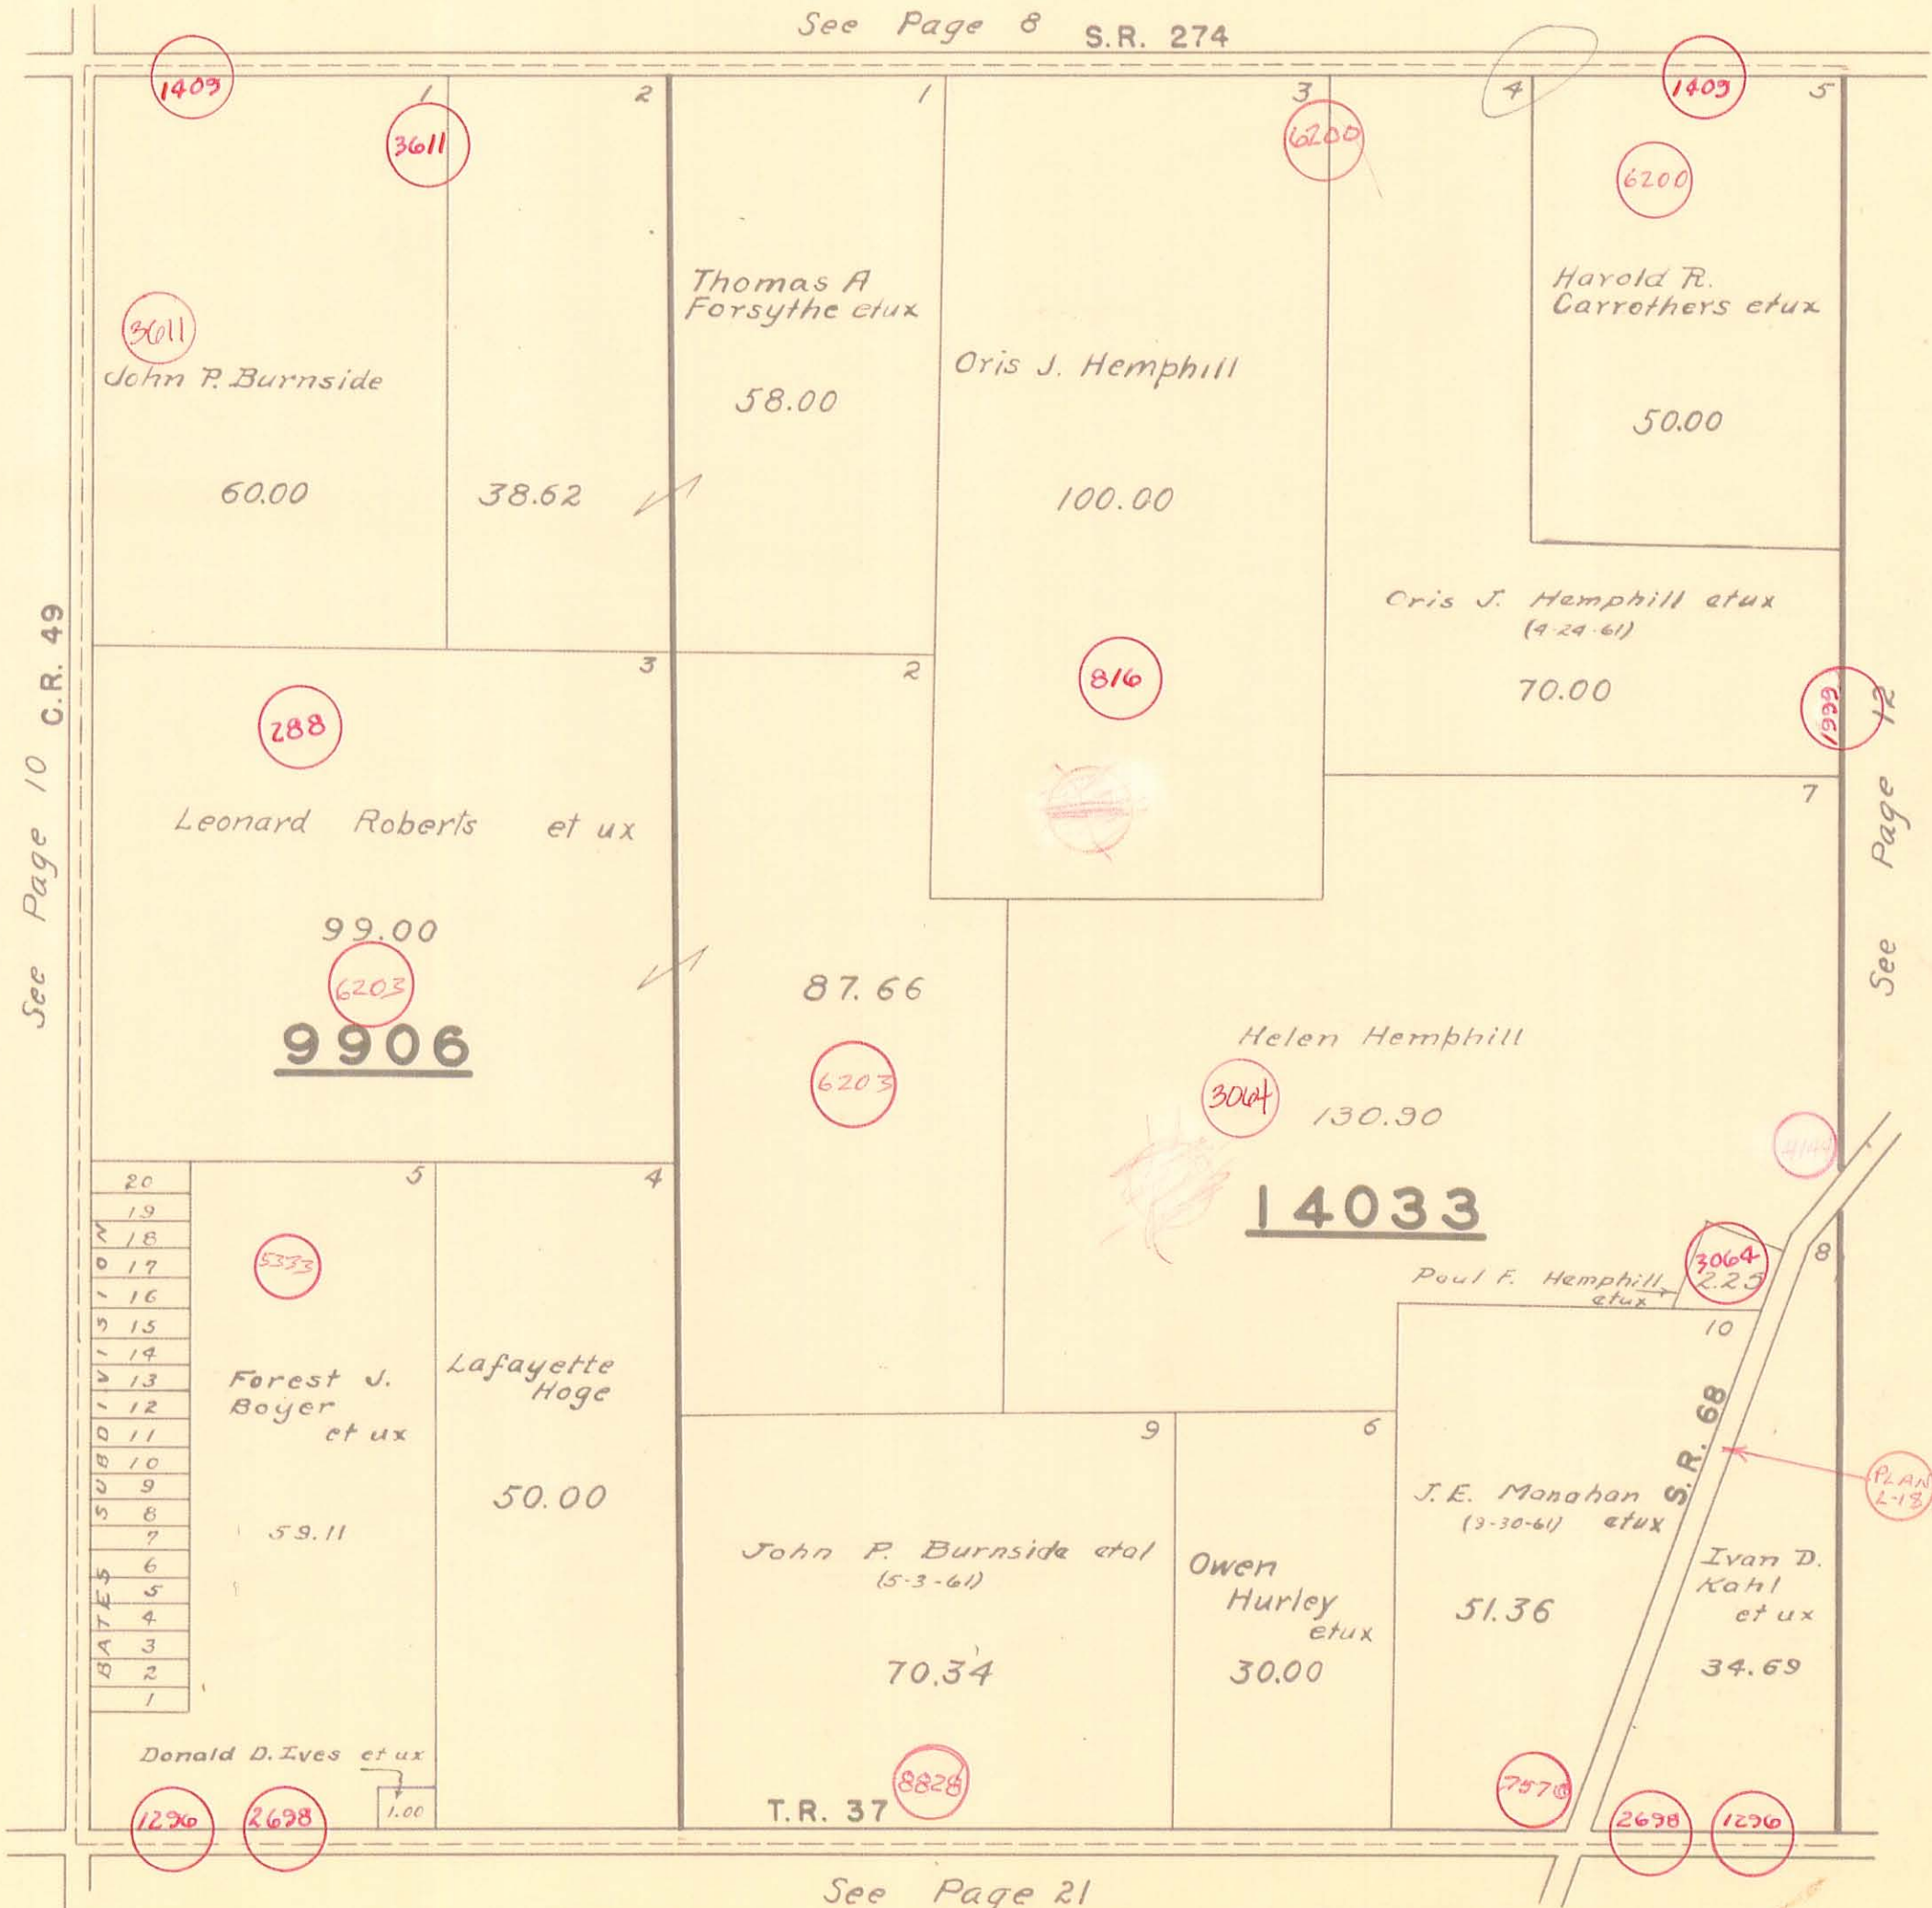 See Page 8 S.R. 274
1409
1
2
1
3
4
1409
5
3611
6200
6200
Thomas A
Forsythe etux
58.00
Harold R.
Carrothers etux
50.00
3611
John P. Burnside
60.00
38.62
Oris J. Hemphill
100.00
Oris J. Hemphill etux
(4-24-61)
70.00
See Page 10 C.R. 49
3
2
816
1999
See Page 12
288
Leonard Roberts et ux
99.00
6203
9906
7
87.66
6203
Helen Hemphill
3064
130.90
14033
3064
2.25
Paul F. Hemphill
etux
8
10
5
4
20
19
18
17
16
15
14
13
12
11
10
9
8
7
6
5
4
3
2
1
BATES SUBDIVISION
5333
Forest J.
Boyer
et ux
59.11
Lafayette
Hoge
50.00
9
6
S.R. 68
PLAN
L-18
John P. Burnside etal
(5-3-61)
70.34
Owen
Hurley
etux
30.00
J.E. Manahan
(9-30-61) etux
51.36
Ivan D.
Kahl
et ux
34.69
Donald D. Ives et ux
1.00
1296
2698
T.R. 37
8828
2698
1296
See Page 21